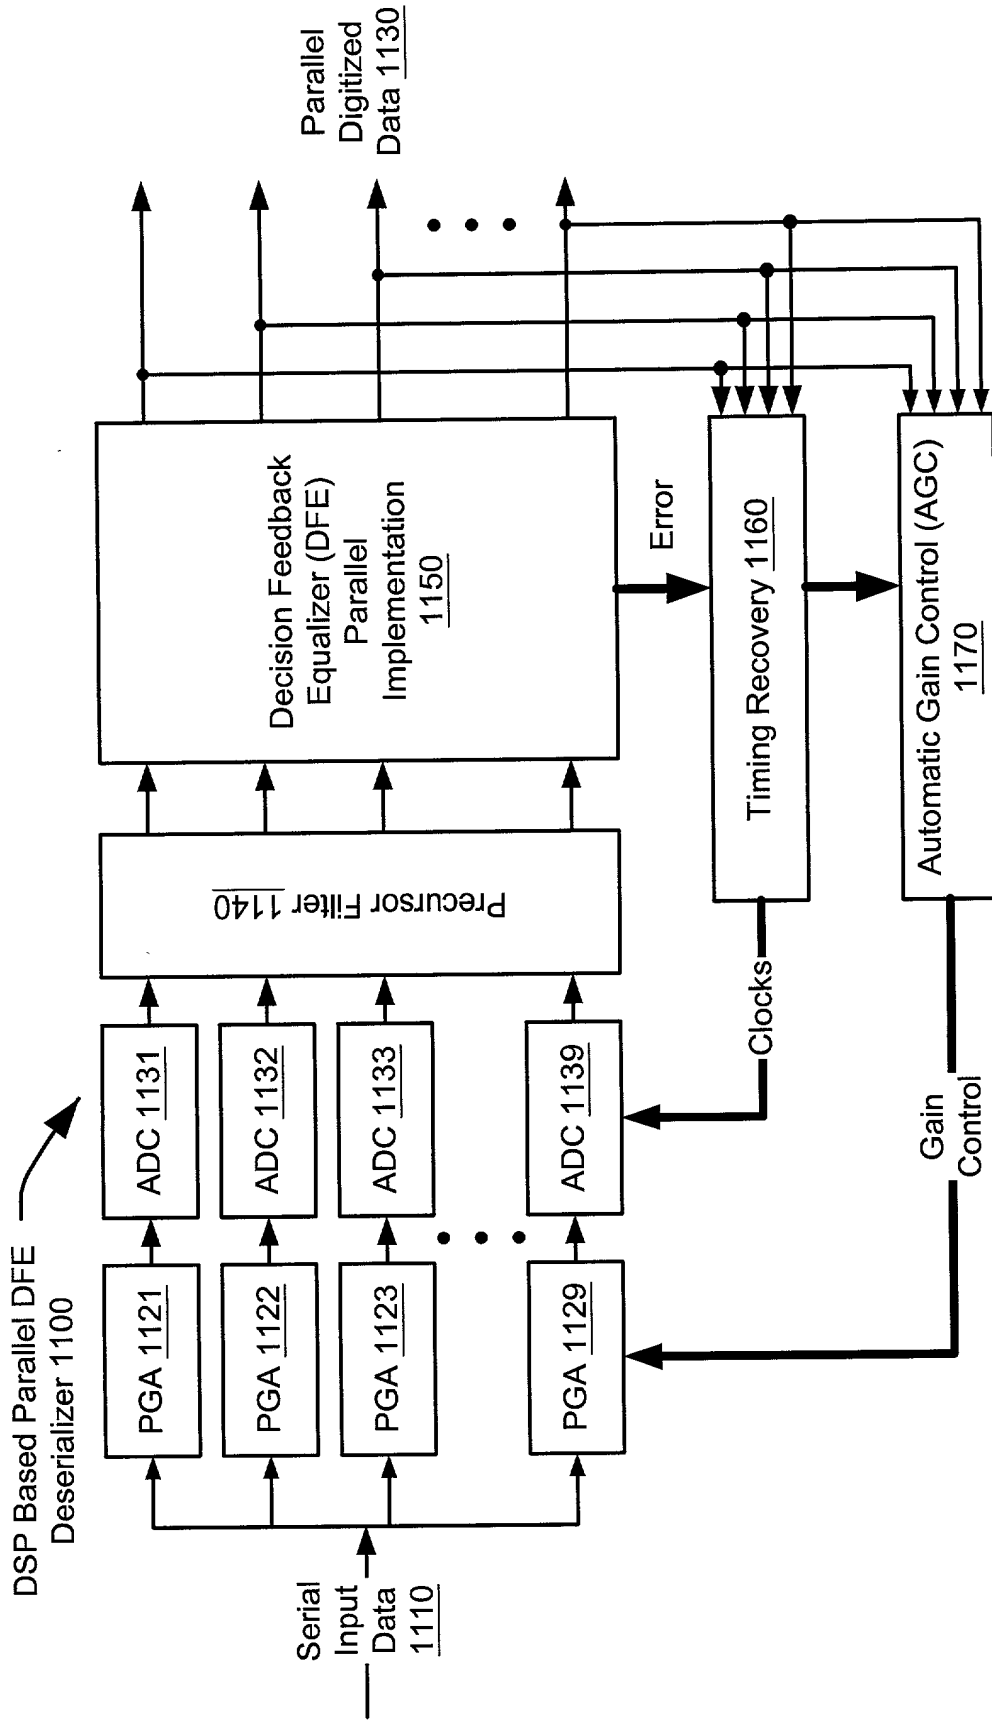 DSP Based Parallel DFE
Deserializer 1100
Serial
Input
Data
1110
PGA 1121
PGA 1122
PGA 1123
PGA 1129
ADC 1131
ADC 1132
ADC 1133
ADC 1139
Precursor Filter 1140
Decision Feedback
Equalizer (DFE)
Parallel
Implementation
1150
Parallel
Digitized
Data 1130
Error
Timing Recovery 1160
Clocks
Automatic Gain Control (AGC)
1170
Gain
Control